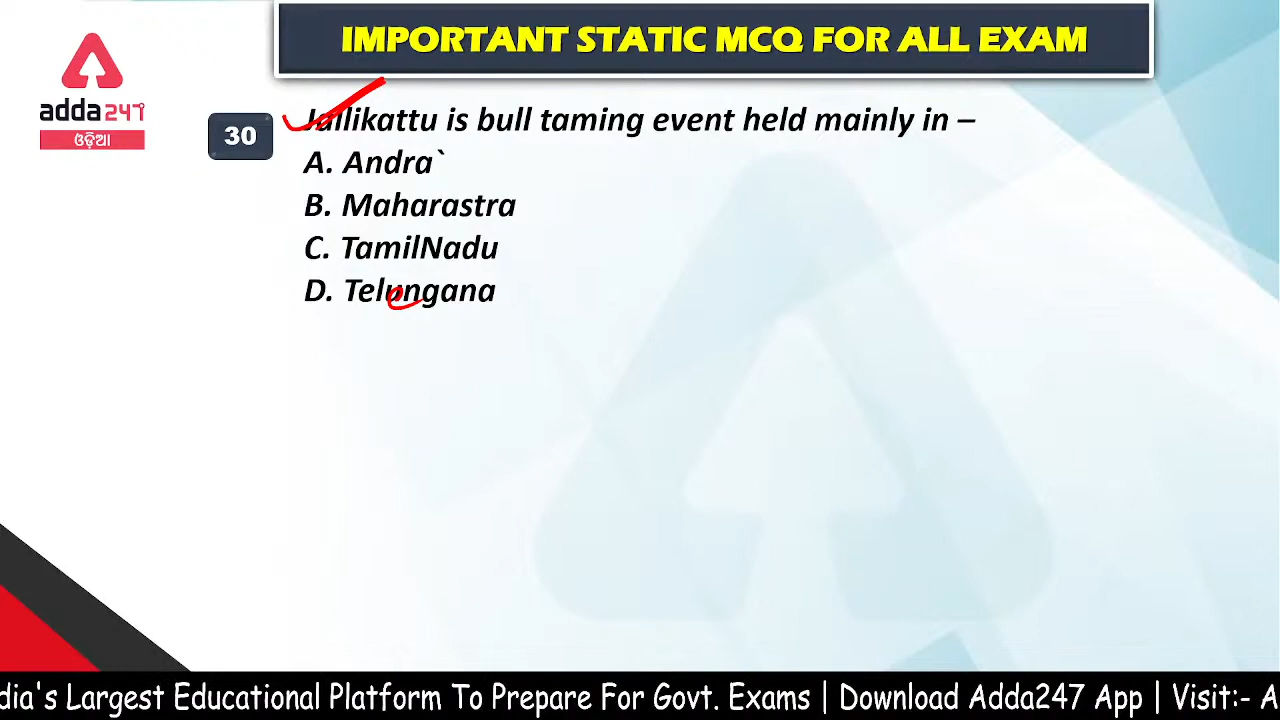 IMPORTANT STATIC MCQ FOR ALL EXAM
adda247
ଓଡ଼ିଆ
30
Jallikattu is bull taming event held mainly in –
A. Andra`
B. Maharastra
C. TamilNadu
D. Telungana
dia's Largest Educational Platform To Prepare For Govt. Exams | Download Adda247 App | Visit:- A